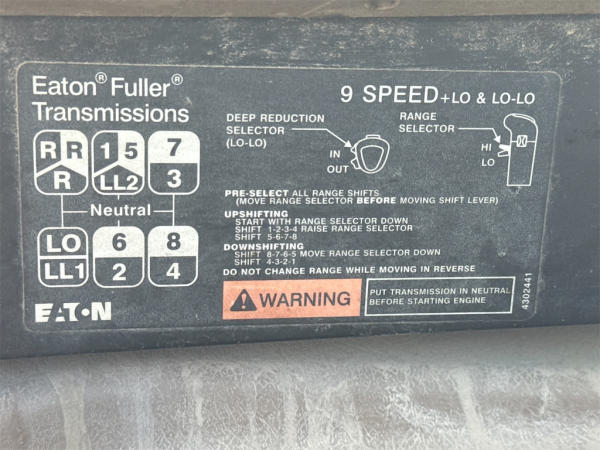 Eaton® Fuller®
Transmissions
9 SPEED +LO & LO-LO
DEEP REDUCTION
SELECTOR
(LO-LO)
IN
OUT
RANGE
SELECTOR
HI
LO
R R 1 5 7
R LL2 3
Neutral
LO 6 8
LL1 2 4
PRE-SELECT ALL RANGE SHIFTS
(MOVE RANGE SELECTOR BEFORE MOVING SHIFT LEVER)
UPSHIFTING
START WITH RANGE SELECTOR DOWN
SHIFT 1-2-3-4 RAISE RANGE SELECTOR
SHIFT 5-6-7-8
DOWNSHIFTING
SHIFT 8-7-6-5 MOVE RANGE SELECTOR DOWN
SHIFT 4-3-2-1
DO NOT CHANGE RANGE WHILE MOVING IN REVERSE
EATON
WARNING
PUT TRANSMISSION IN NEUTRAL
BEFORE STARTING ENGINE
4302441